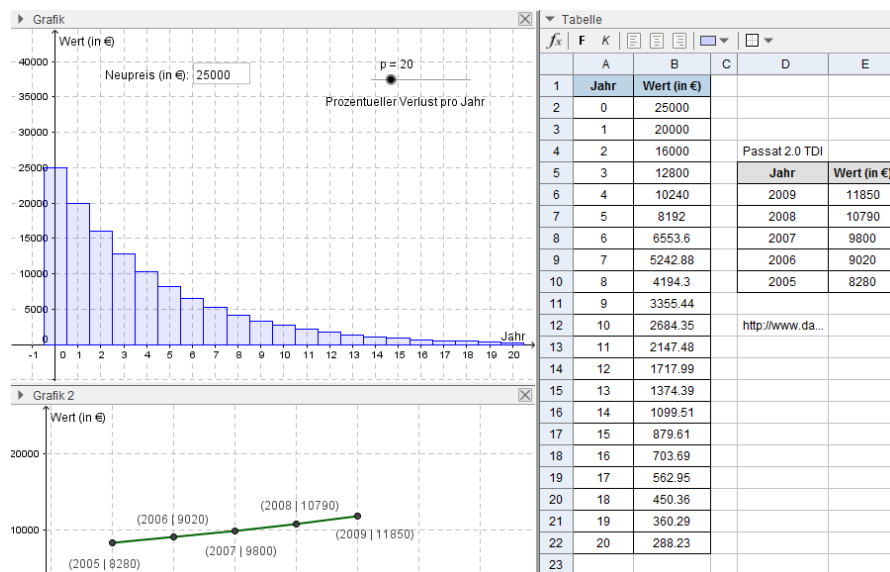 Grafik
Wert (in €)
Neupreis (in €): 25000
p = 20
Prozentueller Verlust pro Jahr
40000
35000
30000
25000
20000
15000
10000
5000
0
Jahr
-1 0 1 2 3 4 5 6 7 8 9 10 11 12 13 14 15 16 17 18 19 20
Grafik 2
Wert (in €)
20000
10000
(2005 | 8280)
(2006 | 9020)
(2007 | 9800)
(2008 | 10790)
(2009 | 11850)
Tabelle
fx F K
A B C D E
1 Jahr Wert (in €)
2 0 25000
3 1 20000
4 2 16000 Passat 2.0 TDI
5 3 12800 Jahr Wert (in €)
6 4 10240 2009 11850
7 5 8192 2008 10790
8 6 6553.6 2007 9800
9 7 5242.88 2006 9020
10 8 4194.3 2005 8280
11 9 3355.44
12 10 2684.35 http://www.da...
13 11 2147.48
14 12 1717.99
15 13 1374.39
16 14 1099.51
17 15 879.61
18 16 703.69
19 17 562.95
20 18 450.36
21 19 360.29
22 20 288.23
23